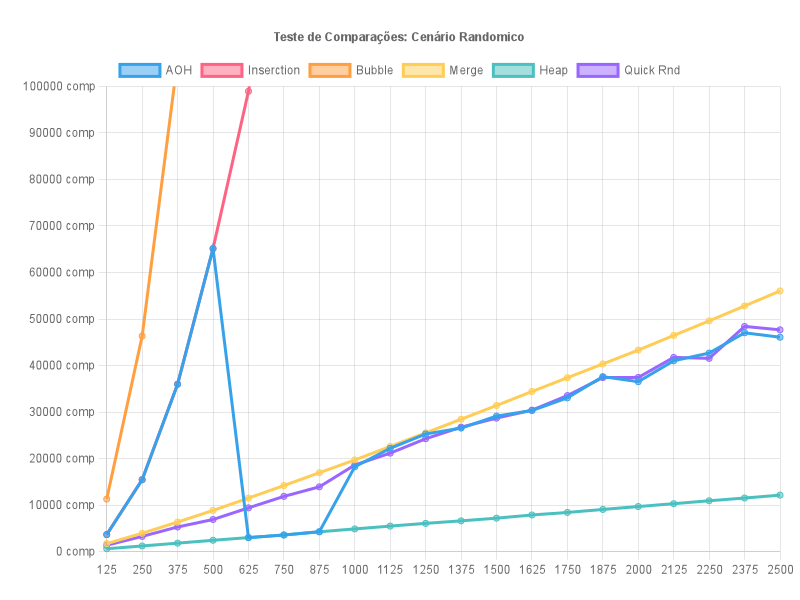 Teste de Comparações: Cenário Randomico
AOH Inserction Bubble Merge Heap Quick Rnd
100000 comp
90000 comp
80000 comp
70000 comp
60000 comp
50000 comp
40000 comp
30000 comp
20000 comp
10000 comp
0 comp
125 250 375 500 625 750 875 1000 1125 1250 1375 1500 1625 1750 1875 2000 2125 2250 2375 2500